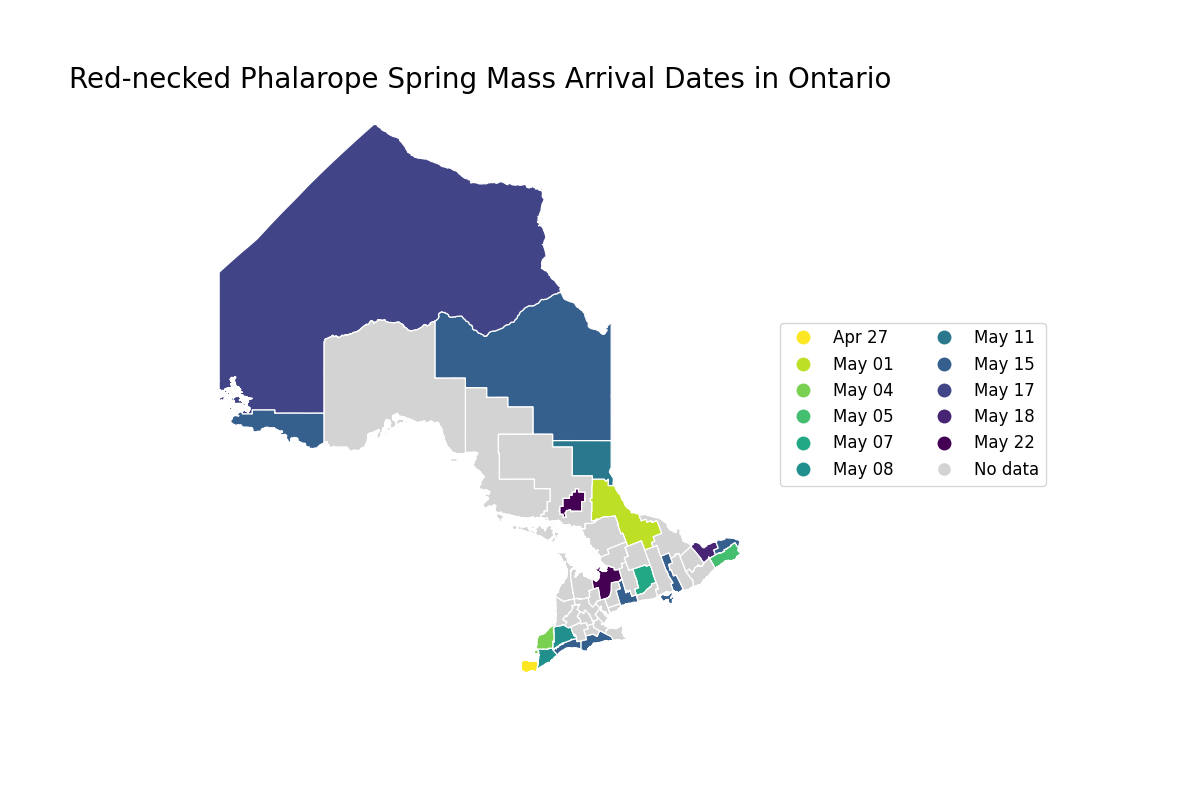 Red-necked Phalarope Spring Mass Arrival Dates in Ontario
Apr 27
May 01
May 04
May 05
May 07
May 08
May 11
May 15
May 17
May 18
May 22
No data